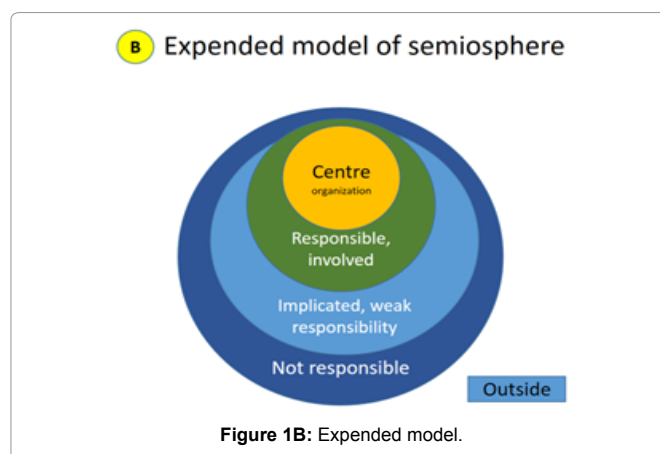 B Expended model of semiosphere
Centre
organization
Responsible,
involved
Implicated, weak
responsibility
Not responsible
Outside
Figure 1B: Expended model.